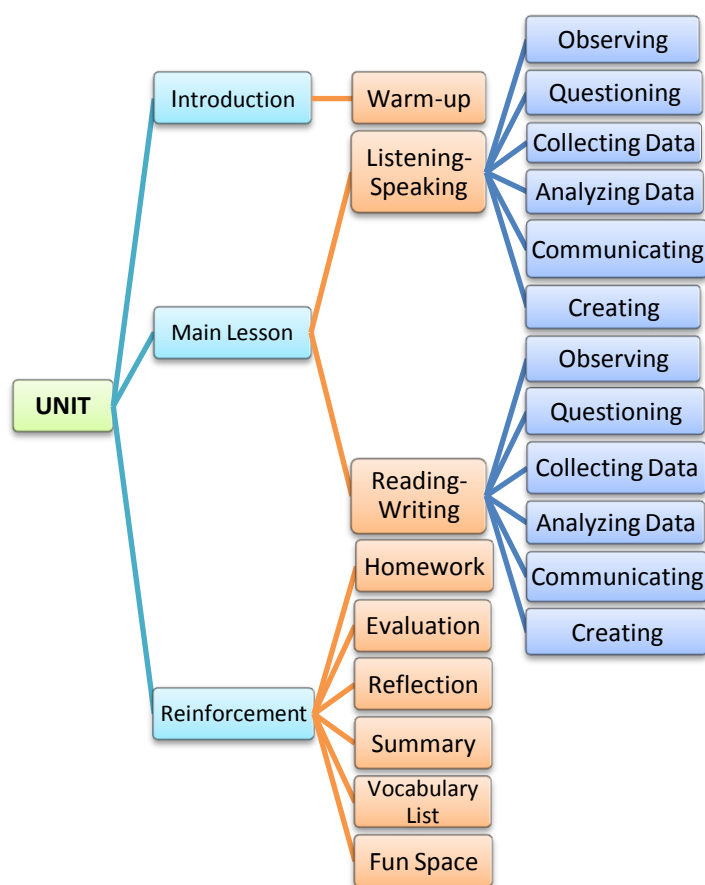 UNIT
Introduction
Warm-up
Main Lesson
Listening-
Speaking
Observing
Questioning
Collecting Data
Analyzing Data
Communicating
Creating
Reading-
Writing
Observing
Questioning
Collecting Data
Analyzing Data
Communicating
Creating
Reinforcement
Homework
Evaluation
Reflection
Summary
Vocabulary
List
Fun Space